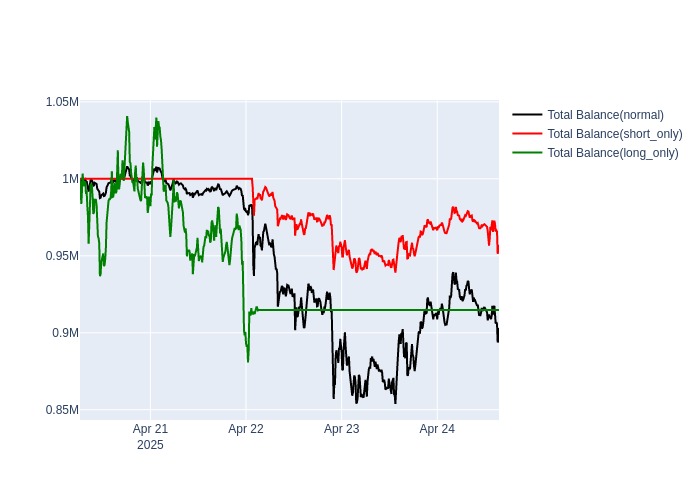 1.05M
1M
0.95M
0.9M
0.85M
Apr 21
2025
Apr 22
Apr 23
Apr 24
Total Balance(normal)
Total Balance(short_only)
Total Balance(long_only)